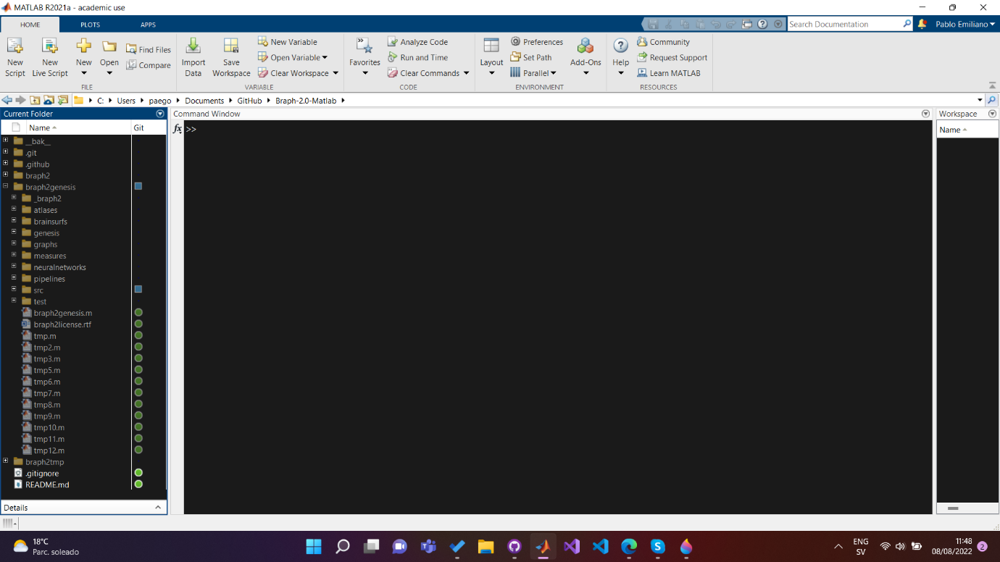 MATLAB R2021a - academic use
HOME PLOTS APPS
Search Documentation
Pablo Emiliano
New Script
New Live Script
New
Open
Find Files
Compare
FILE
Import Data
Save Workspace
New Variable
Open Variable
Clear Workspace
VARIABLE
Favorites
Analyze Code
Run and Time
Clear Commands
CODE
Layout
Preferences
Set Path
Parallel
Add-Ons
ENVIRONMENT
Help
Community
Request Support
Learn MATLAB
RESOURCES
C: Users paego Documents GitHub Braph-2.0-Matlab
Current Folder
Name Git
__bak__
.git
.github
braph2
braph2genesis
_braph2
atlases
brainsurfs
genesis
graphs
measures
neuralnetworks
pipelines
src
test
braph2genesis.m
braph2license.rtf
tmp.m
tmp2.m
tmp3.m
tmp5.m
tmp6.m
tmp7.m
tmp8.m
tmp9.m
tmp10.m
tmp11.m
tmp12.m
braph2tmp
.gitignore
README.md
Details
Command Window
fx >>
Workspace
Name
18°C
Parc. soleado
ENG
SV
11:48
08/08/2022
2